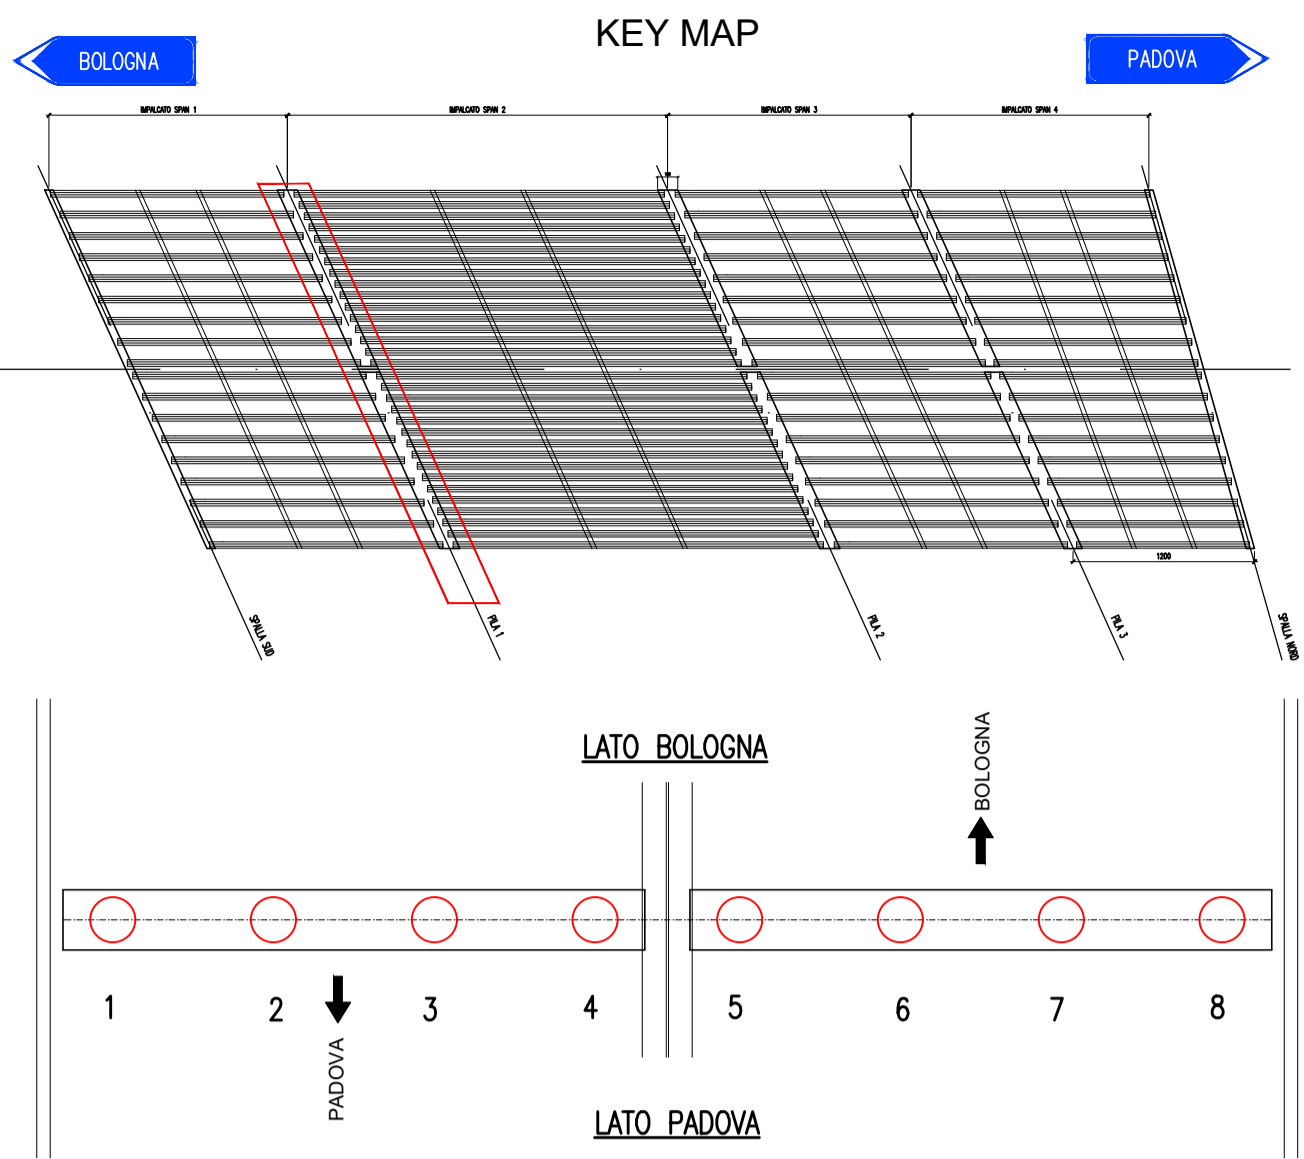 KEY MAP
BOLOGNA
PADOVA
IMPALCATO SPAN 1
IMPALCATO SPAN 2
IMPALCATO SPAN 3
IMPALCATO SPAN 4
1200
SPALLA SUD
PILA 1
PILA 2
PILA 3
SPALLA NORD
LATO BOLOGNA
BOLOGNA
1 2 3 4 5 6 7 8
PADOVA
LATO PADOVA